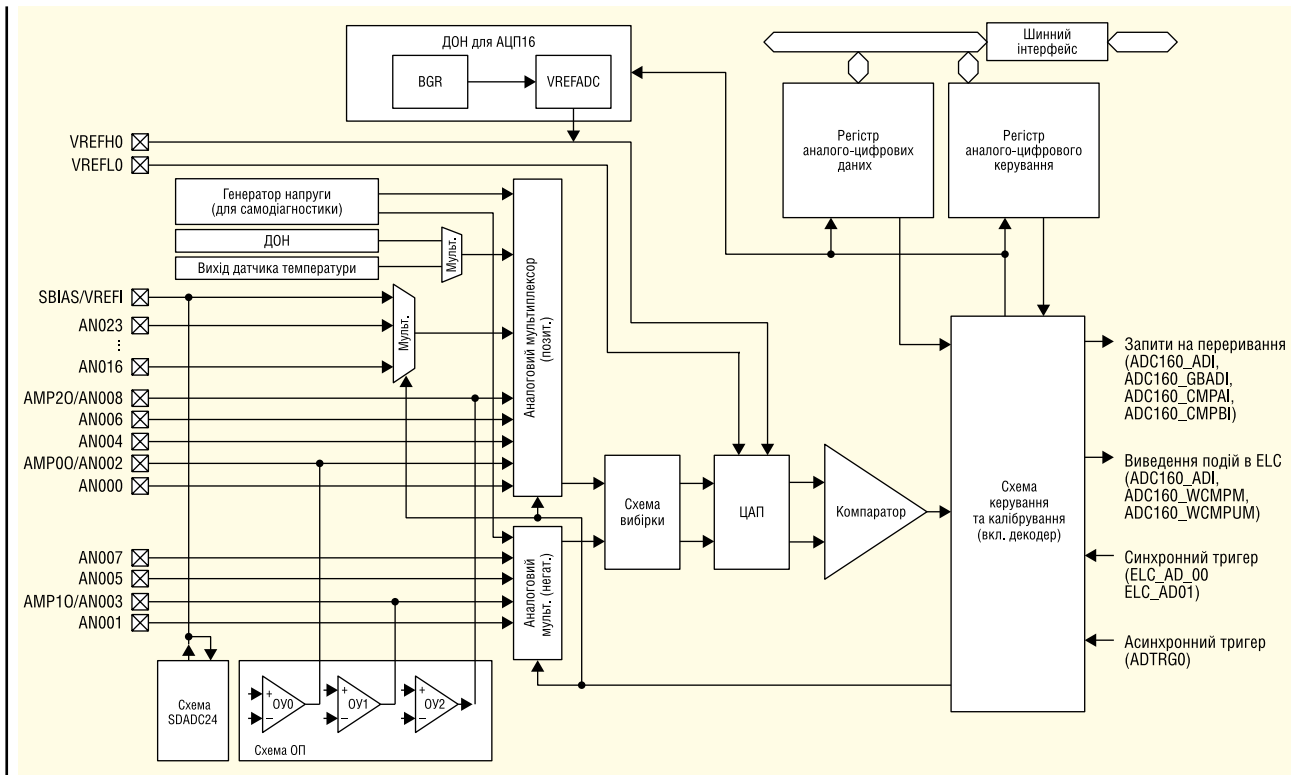 ДОН для АЦП16
BGR
VREFADC
Шинний
інтерфейс
Регістр
аналого-цифрових
даних
Регістр
аналого-цифрового
керування
VREFH0
VREFL0
Генератор напруги
(для самодіагностики)
ДОН
Вихід датчика температури
Мульт.
Мульт.
Аналоговий мультиплексор
(позит.)
SBIAS/VREFI
AN023
...
AN016
AMP2O/AN008
AN006
AN004
AMP0O/AN002
AN000
AN007
AN005
AMP1O/AN003
AN001
Аналоговий
мульт. (негат.)
Схема
вибірки
ЦАП
Компаратор
Схема
керування
та калібрування
(вкл. декодер)
Запити на переривання
(ADC160_ADI,
ADC160_GBADI,
ADC160_CMPAI,
ADC160_CMPBI)
Виведення подій в ELC
(ADC160_ADI,
ADC160_WCMPM,
ADC160_WCMPUM)
Синхронний тригер
(ELC_AD_00
ELC_AD01)
Асинхронний тригер
(ADTRG0)
Схема
SDADC24
+
−
ОУ0
+
−
ОУ1
+
−
ОУ2
Схема ОП